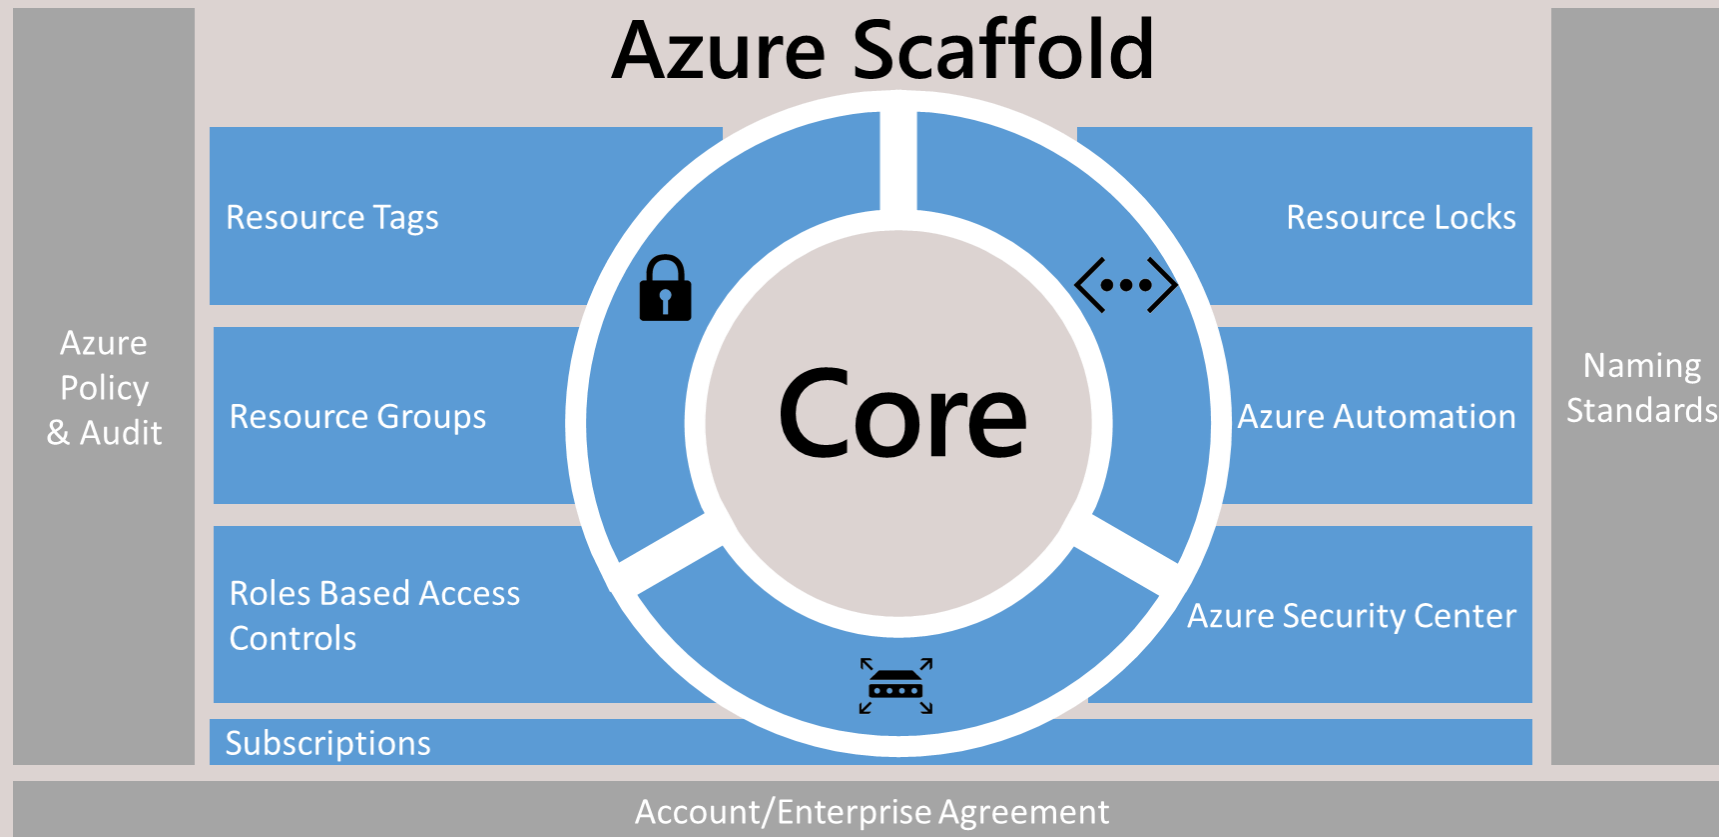 Azure Scaffold
Azure
Policy
& Audit
Resource Tags
Resource Groups
Roles Based Access
Controls
Subscriptions
Core
Resource Locks
Azure Automation
Azure Security Center
Naming
Standards
Account/Enterprise Agreement